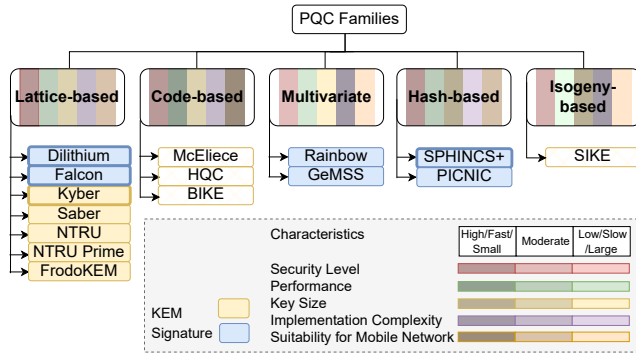 PQC Families
Lattice-based
Code-based
Multivariate
Hash-based
Isogeny-
based
Dilithium
Falcon
Kyber
Saber
NTRU
NTRU Prime
FrodoKEM
McEliece
HQC
BIKE
Rainbow
GeMSS
SPHINCS+
PICNIC
SIKE
Characteristics
High/Fast/
Small
Moderate
Low/Slow
/Large
Security Level
Performance
Key Size
Implementation Complexity
Suitability for Mobile Network
KEM
Signature